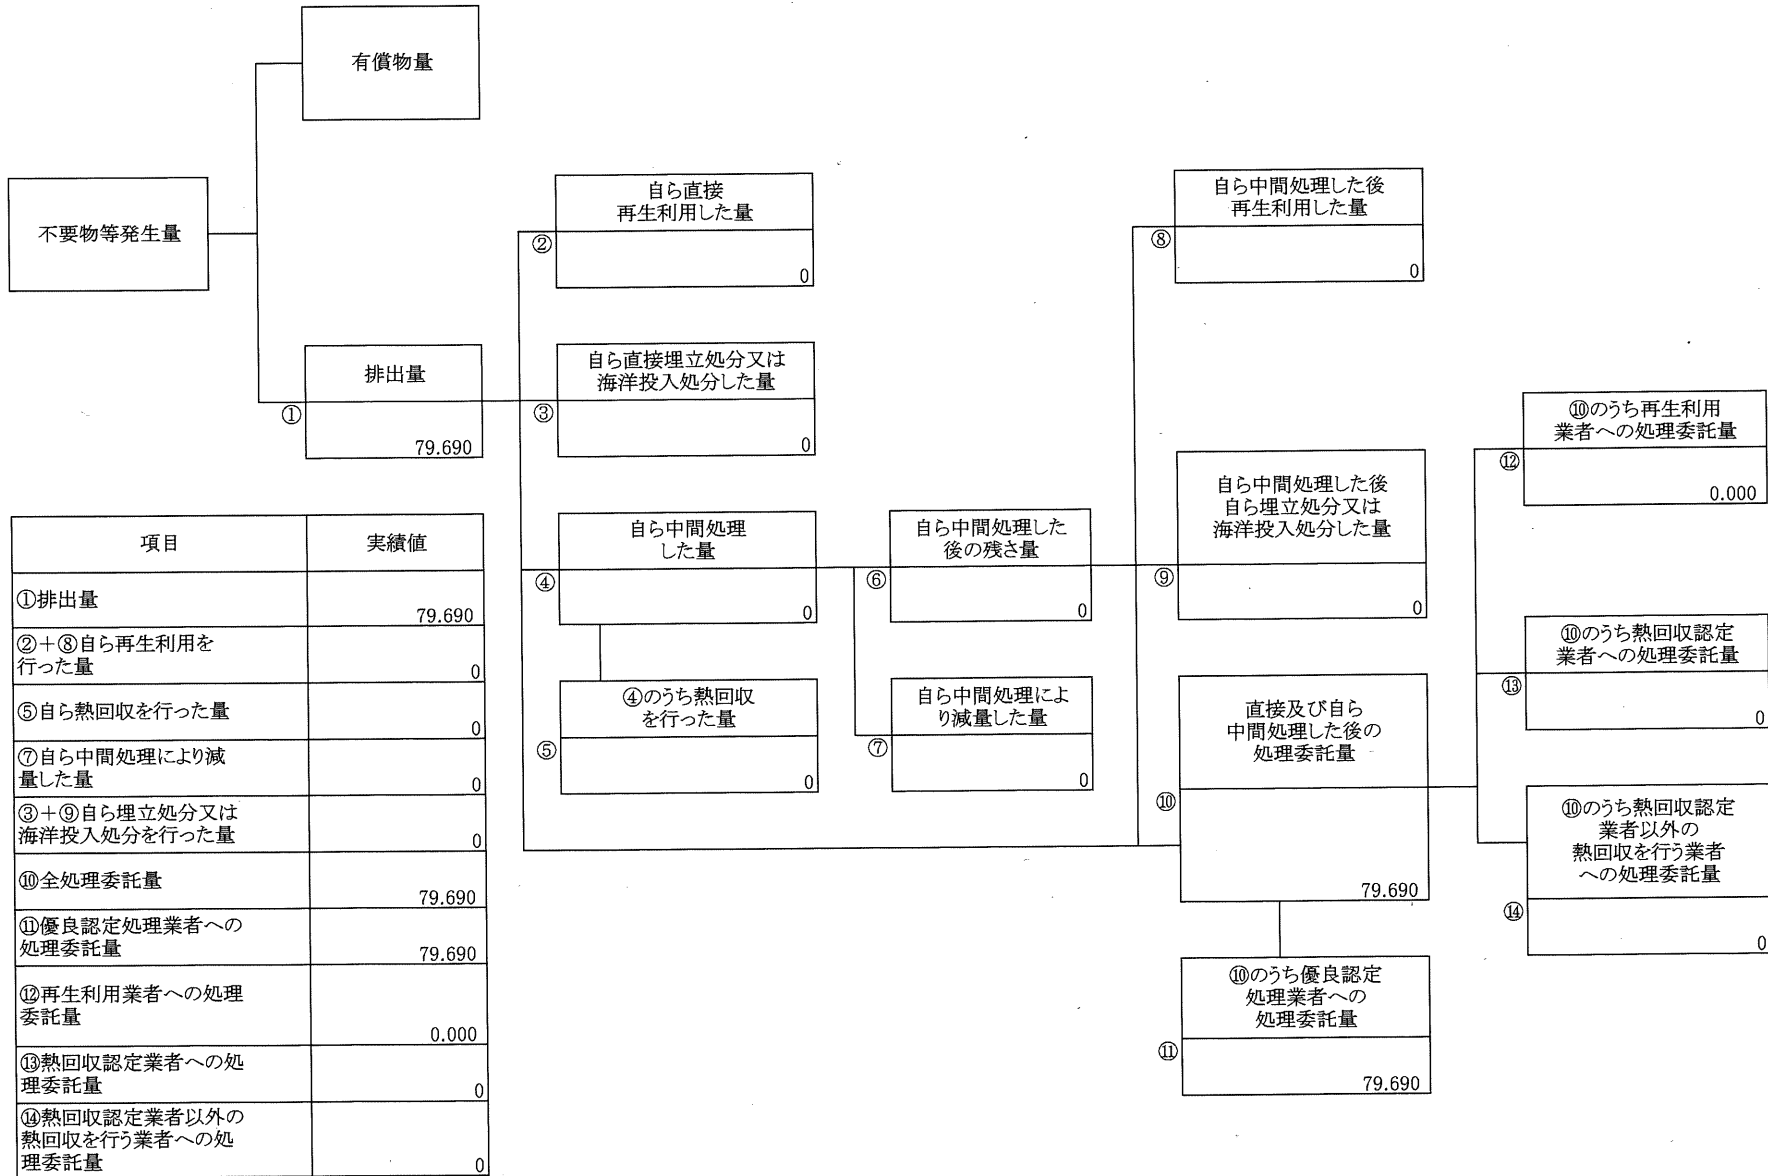 有償物量
不要物等発生量
排出量
①
79.690
自ら直接
再生利用した量
②
0
自ら直接埋立処分又は
海洋投入処分した量
③
0
自ら中間処理
した量
④
0
④のうち熱回収
を行った量
⑤
0
自ら中間処理した
後の残さ量
⑥
0
自ら中間処理によ
り減量した量
⑦
0
自ら中間処理した後
再生利用した量
⑧
0
自ら中間処理した後
自ら埋立処分又は
海洋投入処分した量
⑨
0
直接及び自ら
中間処理した後の
処理委託量
⑩
79.690
⑩のうち優良認定
処理業者への
処理委託量
⑪
79.690
⑩のうち再生利用
業者への処理委託量
⑫
0.000
⑩のうち熱回収認定
業者への処理委託量
⑬
0
⑩のうち熱回収認定
業者以外の
熱回収を行う業者
への処理委託量
⑭
0
項目 実績値
①排出量
79.690
②+⑧自ら再生利用を
行った量
0
⑤自ら熱回収を行った量
0
⑦自ら中間処理により減
量した量
0
③+⑨自ら埋立処分又は
海洋投入処分を行った量
0
⑩全処理委託量
79.690
⑪優良認定処理業者への
処理委託量
79.690
⑫再生利用業者への処理
委託量
0.000
⑬熱回収認定業者への処
理委託量
0
⑭熱回収認定業者以外の
熱回収を行う業者への処
理委託量
0